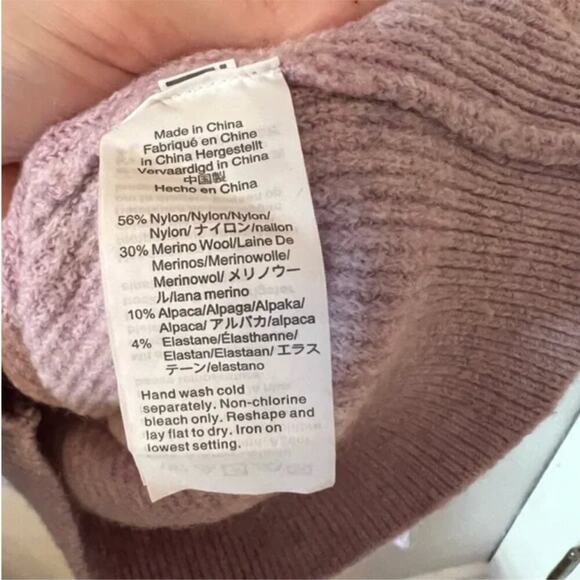 Made in China
Fabriqué en Chine
in China Hergestellt
Vervaardigd in China
中国製
Hecho en China
56% Nylon/Nylon/Nylon/
Nylon/ ナイロン/nailon
30% Merino Wool/Laine De
Merinos/Merinowolle/
Merinowol/ メリノウー
ル/lana merino
10% Alpaca/Alpaga/Alpaka/
Alpaca/ アルパカ/alpaca
4% Elastane/Élasthanne/
Elastan/Elastaan/ エラス
テーン/elastano
Hand wash cold
separately. Non-chlorine
bleach only. Reshape and
lay flat to dry. Iron on
lowest setting.